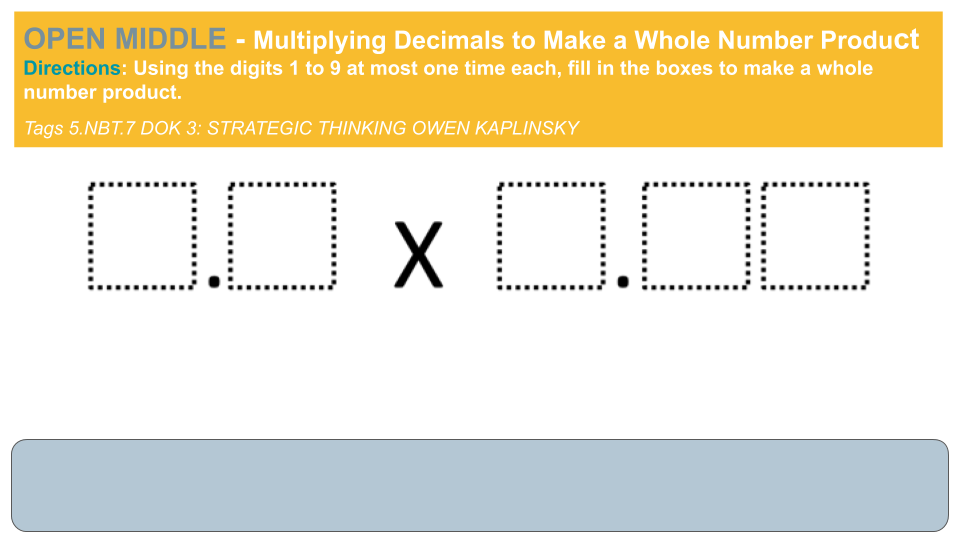 OPEN MIDDLE - Multiplying Decimals to Make a Whole Number Product
Directions: Using the digits 1 to 9 at most one time each, fill in the boxes to make a whole
number product.
Tags 5.NBT.7 DOK 3: STRATEGIC THINKING OWEN KAPLINSKY
. X .